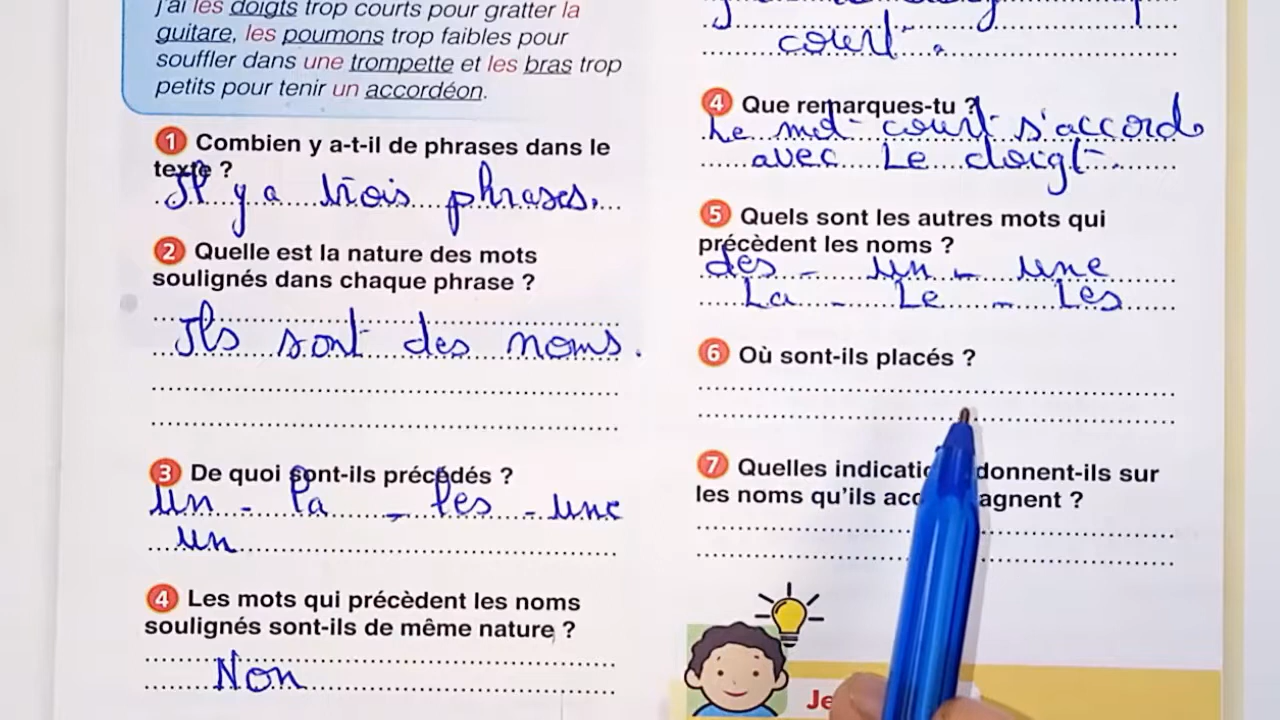 j'ai les doigts trop courts pour gratter la
guitare, les poumons trop faibles pour
souffler dans une trompette et les bras trop
petits pour tenir un accordéon.
1 Combien y a-t-il de phrases dans le
texte ?
Il y a trois phrases.
2 Quelle est la nature des mots
soulignés dans chaque phrase ?
Ils sont des noms.
3 De quoi sont-ils précédés ?
un - la - les - une
un
4 Les mots qui précèdent les noms
soulignés sont-ils de même nature ?
Non
court.
4 Que remarques-tu ?
Le mot court s'accord
avec Le doigt.
5 Quels sont les autres mots qui
précèdent les noms ?
des - un - une
La - Le - Les
6 Où sont-ils placés ?
7 Quelles donnent-ils sur
les noms qu'ils
Je